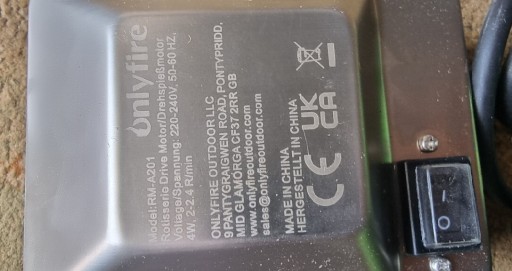 onlyfire
Model:RM-A201
Rotisserie Drive Motor/Drehspießmotor
Voltage/Spannung: 220-240V, 50-60 HZ,
4W, 2-2.4 R/min
ONLYFIRE OUTDOOR LLC
9 PANTYGRAIGWEN ROAD, PONTYPRIDD,
MID GLAMORGA CF37 2RR GB
www.onlyfireoutdoor.com
sales@onlyfireoutdoor.com
MADE IN CHINA
HERGESTELLT IN CHINA
CE UK CA
I
O